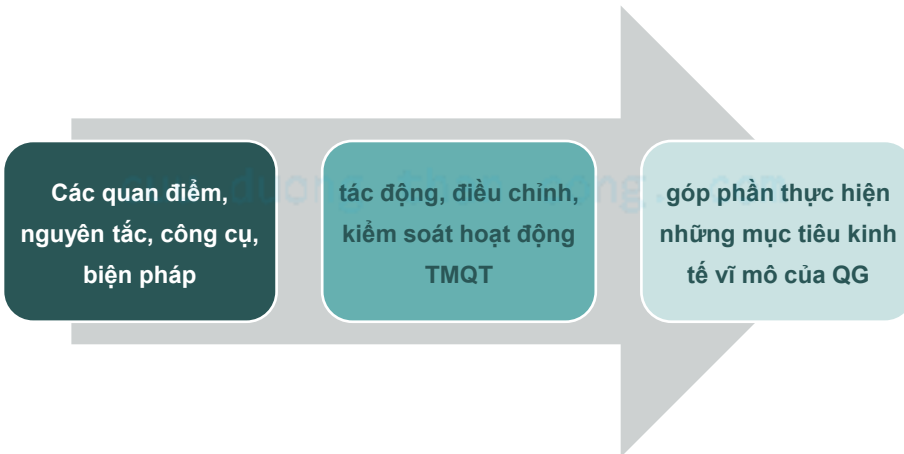 Các quan điểm,
nguyên tắc, công cụ,
biện pháp
tác động, điều chỉnh,
kiểm soát hoạt động
TMQT
góp phần thực hiện
những mục tiêu kinh
tế vĩ mô của QG